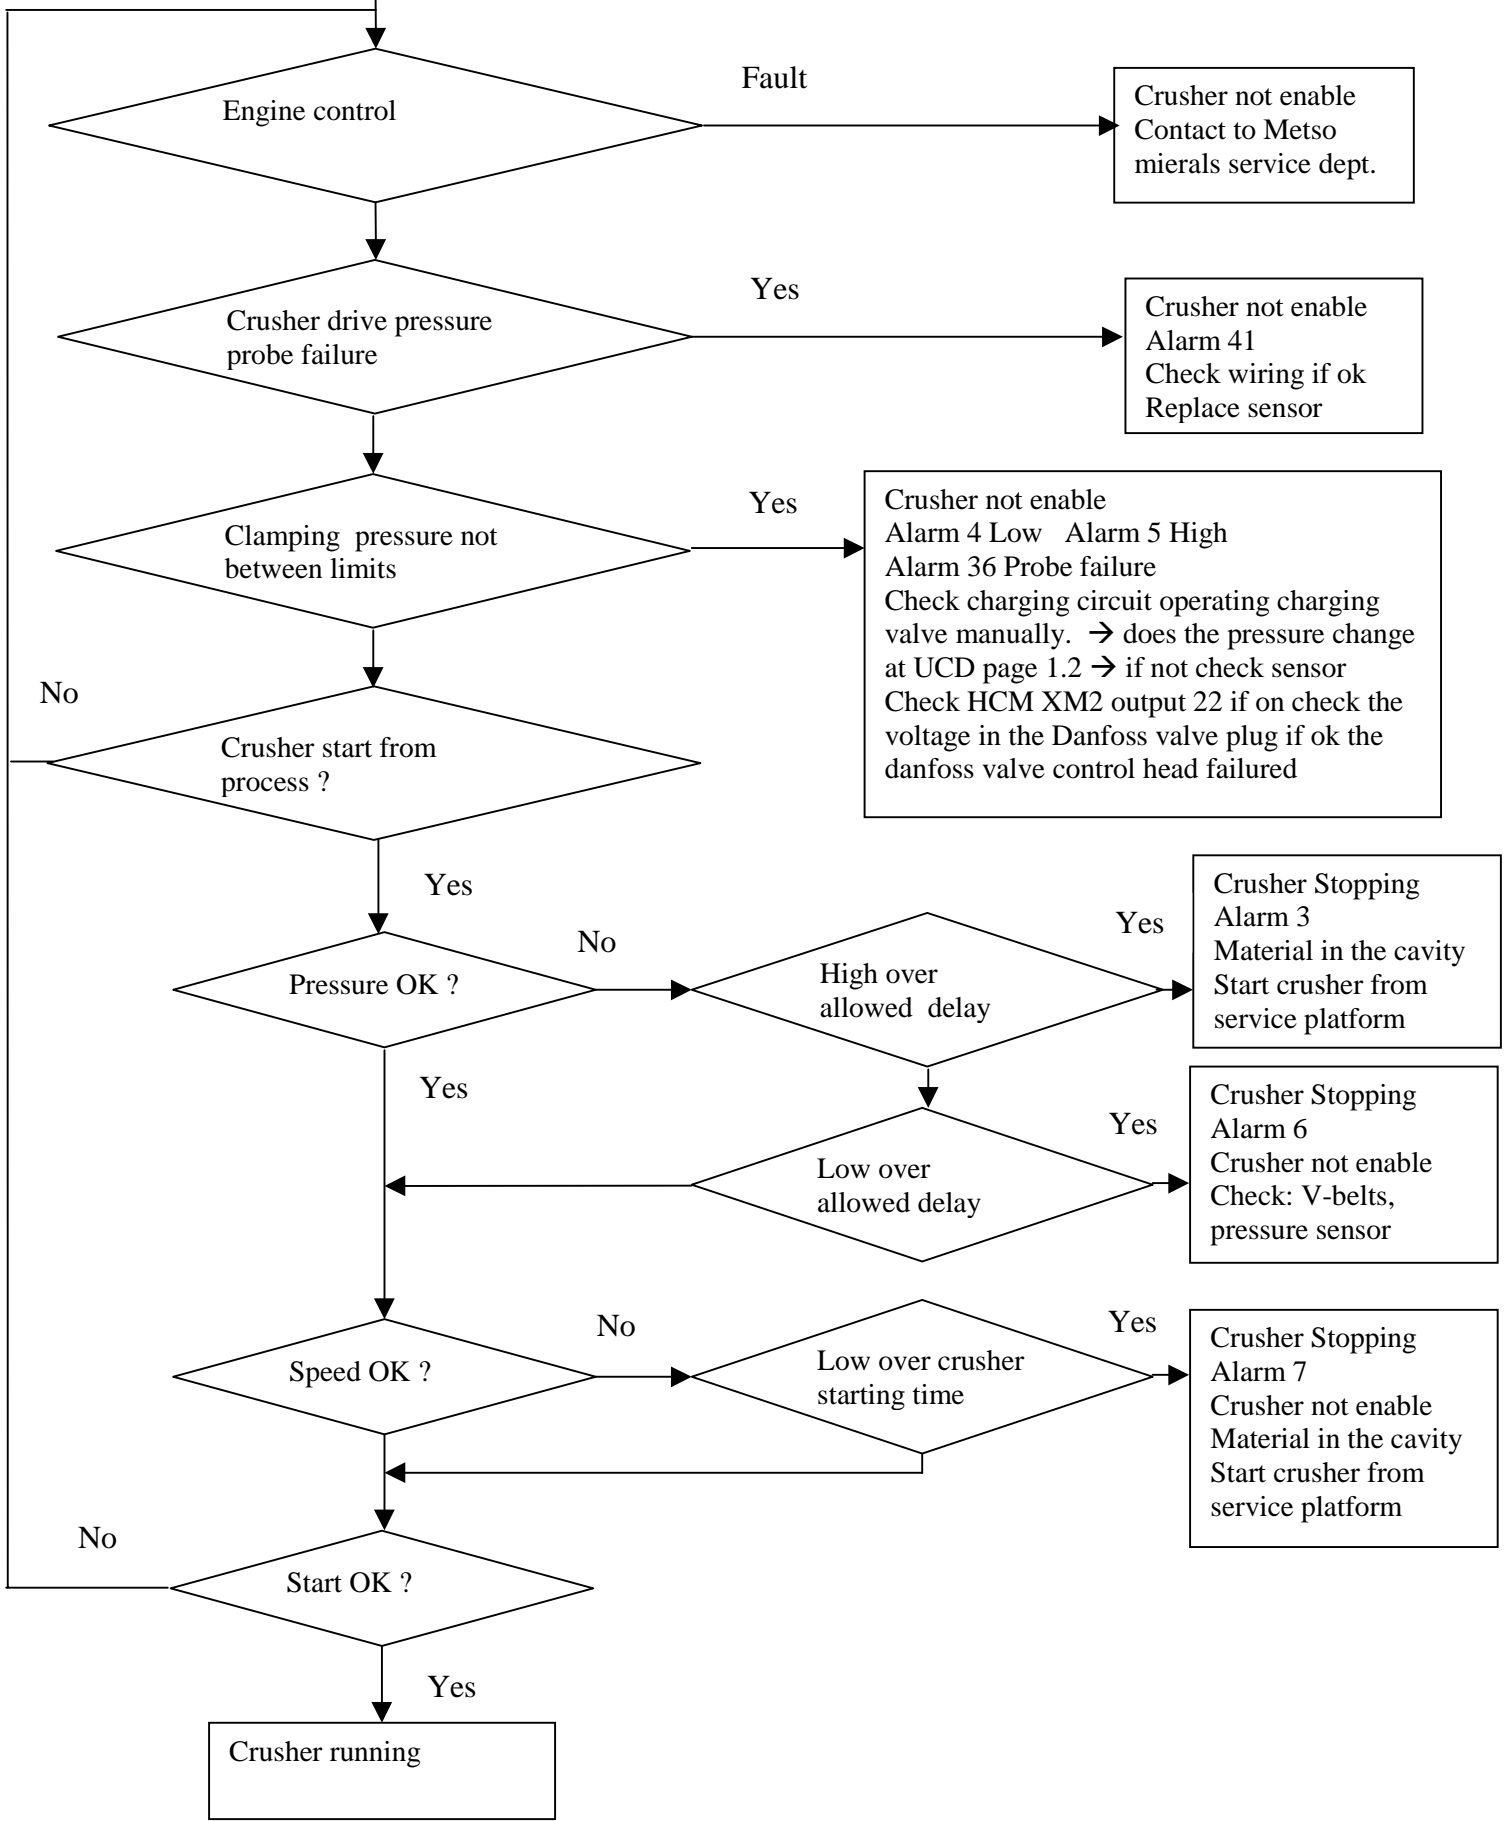 Fault
Engine control
Crusher not enable
Contact to Metso
mierals service dept.
Yes
Crusher drive pressure
probe failure
Crusher not enable
Alarm 41
Check wiring if ok
Replace sensor
Yes
Clamping pressure not
between limits
Crusher not enable
Alarm 4 Low Alarm 5 High
Alarm 36 Probe failure
Check charging circuit operating charging
valve manually. → does the pressure change
at UCD page 1.2 → if not check sensor
Check HCM XM2 output 22 if on check the
voltage in the Danfoss valve plug if ok the
danfoss valve control head failured
No
Crusher start from
process ?
Yes
Pressure OK ?
No
High over
allowed delay
Yes
Crusher Stopping
Alarm 3
Material in the cavity
Start crusher from
service platform
Yes
Low over
allowed delay
Yes
Crusher Stopping
Alarm 6
Crusher not enable
Check: V-belts,
pressure sensor
Speed OK ?
No
Low over crusher
starting time
Yes
Crusher Stopping
Alarm 7
Crusher not enable
Material in the cavity
Start crusher from
service platform
No
Start OK ?
Yes
Crusher running